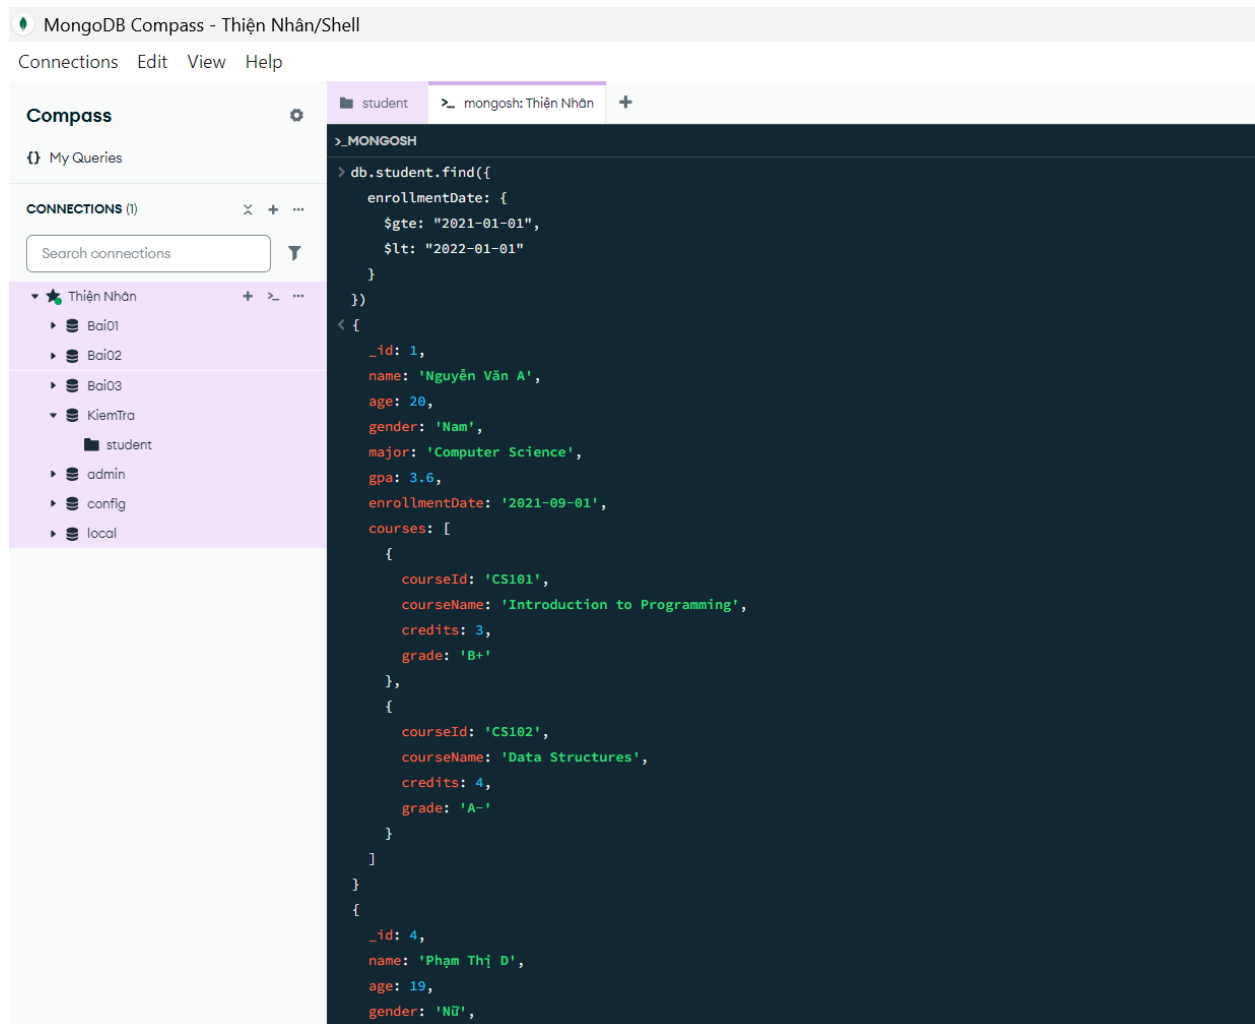 MongoDB Compass - Thiện Nhân/Shell
Connections Edit View Help
Compass
{} My Queries
CONNECTIONS (1)
Search connections
Thiện Nhân
Bai01
Bai02
Bai03
KiemTra
student
admin
config
local
student
>_ mongosh: Thiện Nhân +
>_MONGOSH
> db.student.find({
enrollmentDate: {
$gte: "2021-01-01",
$lt: "2022-01-01"
}
})
< {
_id: 1,
name: 'Nguyễn Văn A',
age: 20,
gender: 'Nam',
major: 'Computer Science',
gpa: 3.6,
enrollmentDate: '2021-09-01',
courses: [
{
courseId: 'CS101',
courseName: 'Introduction to Programming',
credits: 3,
grade: 'B+'
},
{
courseId: 'CS102',
courseName: 'Data Structures',
credits: 4,
grade: 'A-'
}
]
}
{
_id: 4,
name: 'Phạm Thị D',
age: 19,
gender: 'Nữ',